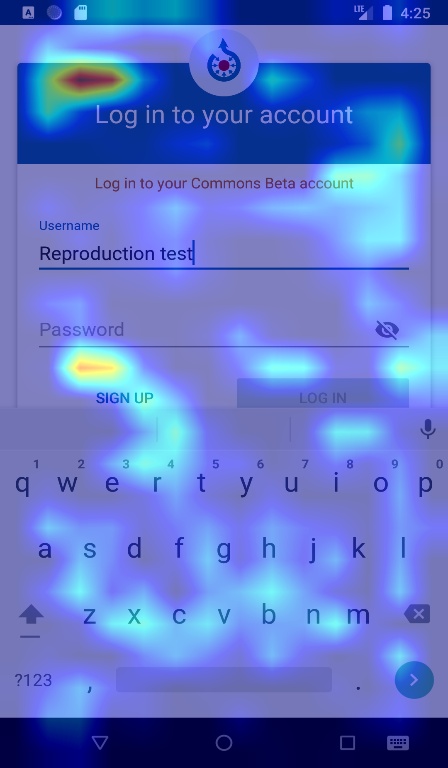 A LTE 4:25
Log in to your account
Log in to your Commons Beta account
Username
Reproduction test
Password
SIGN UP LOG IN
1 2 3 4 5 6 7 8 9 0
q w e r t y u i o p
a s d f g h j k l
z x c v b n m
?123 , .